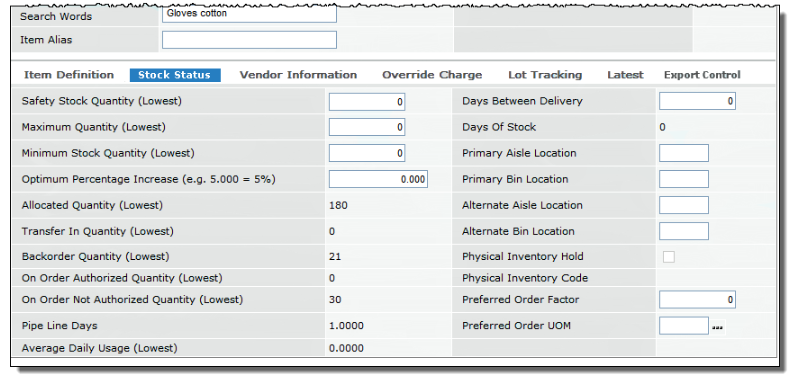 Search Words Gloves cotton
Item Alias
Item Definition Stock Status Vendor Information Override Charge Lot Tracking Latest Export Control
Safety Stock Quantity (Lowest) 0 Days Between Delivery 0
Maximum Quantity (Lowest) 0 Days Of Stock 0
Minimum Stock Quantity (Lowest) 0 Primary Aisle Location
Optimum Percentage Increase (e.g. 5.000 = 5%) 0.000 Primary Bin Location
Allocated Quantity (Lowest) 180 Alternate Aisle Location
Transfer In Quantity (Lowest) 0 Alternate Bin Location
Backorder Quantity (Lowest) 21 Physical Inventory Hold
On Order Authorized Quantity (Lowest) 0 Physical Inventory Code
On Order Not Authorized Quantity (Lowest) 30 Preferred Order Factor 0
Pipe Line Days 1.0000 Preferred Order UOM ...
Average Daily Usage (Lowest) 0.0000